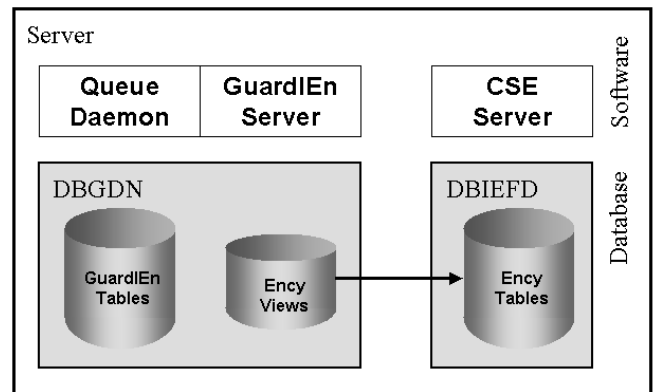 Server
Queue
Daemon
GuardIEn
Server
CSE
Server
Software
DBGDN
GuardIEn
Tables
Ency
Views
DBIEFD
Ency
Tables
Database